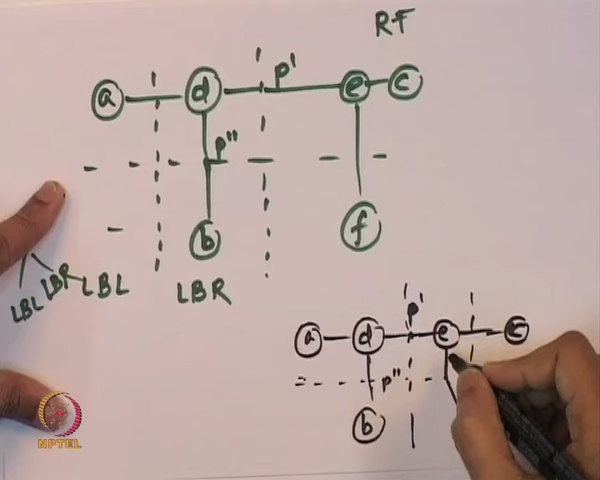 RF
a d p' e c
p"
b f
LBL LBR LBL LBR
p'
a d e c
p"
b
NPTEL